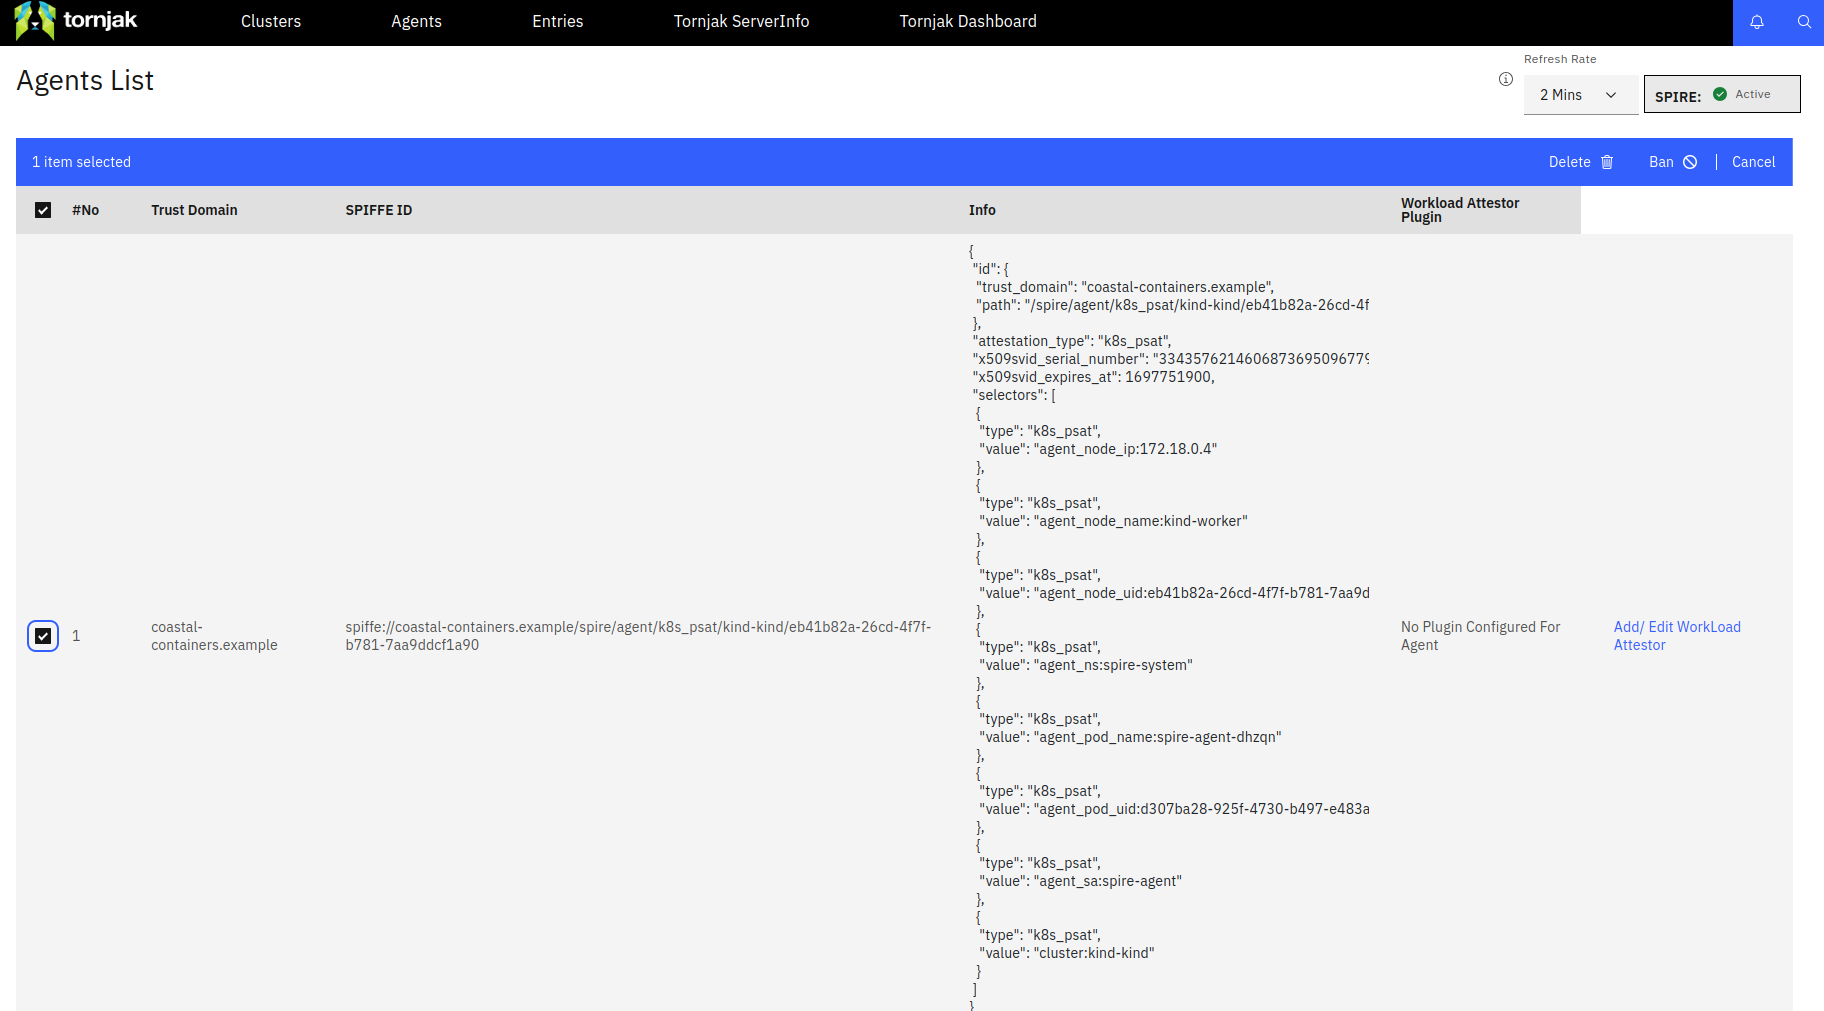 tornjak
Clusters
Agents
Entries
Tornjak ServerInfo
Tornjak Dashboard
Agents List
Refresh Rate
2 Mins
SPIRE:
Active
1 item selected
Delete
Ban
Cancel
#No
Trust Domain
SPIFFE ID
Info
Workload Attestor
Plugin
1
coastal-
containers.example
spiffe://coastal-containers.example/spire/agent/k8s_psat/kind-kind/eb41b82a-26cd-4f7f-
b781-7aa9ddcf1a90
{
"id": {
"trust_domain": "coastal-containers.example",
"path": "/spire/agent/k8s_psat/kind-kind/eb41b82a-26cd-4f
},
"attestation_type": "k8s_psat",
"x509svid_serial_number": "3343576214606873695096779
"x509svid_expires_at": 1697751900,
"selectors": [
{
"type": "k8s_psat",
"value": "agent_node_ip:172.18.0.4"
},
{
"type": "k8s_psat",
"value": "agent_node_name:kind-worker"
},
{
"type": "k8s_psat",
"value": "agent_node_uid:eb41b82a-26cd-4f7f-b781-7aa9d
},
{
"type": "k8s_psat",
"value": "agent_ns:spire-system"
},
{
"type": "k8s_psat",
"value": "agent_pod_name:spire-agent-dhzqn"
},
{
"type": "k8s_psat",
"value": "agent_pod_uid:d307ba28-925f-4730-b497-e483a
},
{
"type": "k8s_psat",
"value": "agent_sa:spire-agent"
},
{
"type": "k8s_psat",
"value": "cluster:kind-kind"
}
]
}
No Plugin Configured For
Agent
Add/ Edit WorkLoad
Attestor